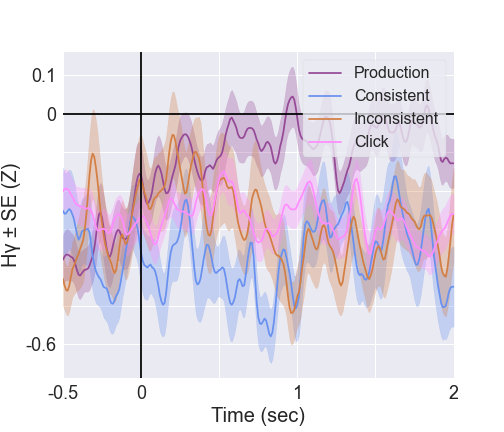 Production
Consistent
Inconsistent
Click
0.1
0
-0.6
Hγ ± SE (Z)
-0.5
0
1
2
Time (sec)